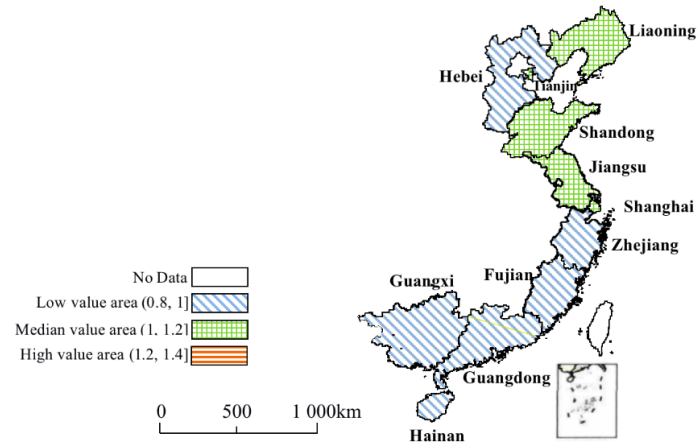 Liaoning
Hebei
Tianjin
Shandong
Jiangsu
Shanghai
Zhejiang
No Data
Guangxi
Fujian
Low value area (0.8, 1]
Median value area (1, 1.2]
High value area (1.2, 1.4]
Guangdong
0 500 1 000km
Hainan